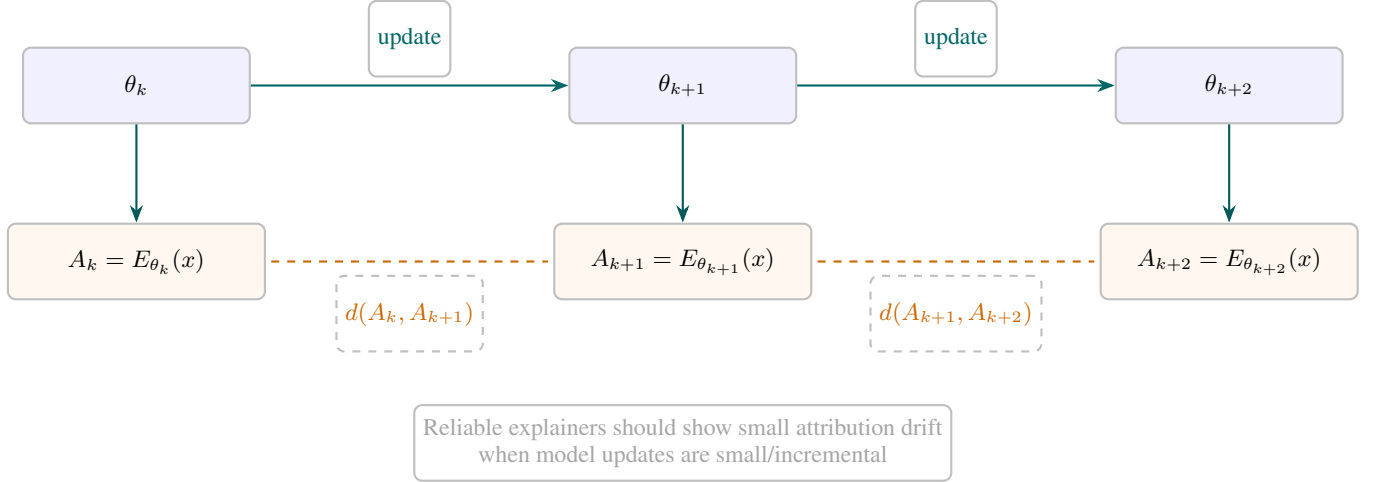 update
update
θ_k
θ_{k+1}
θ_{k+2}
A_k = E_{θ_k}(x)
A_{k+1} = E_{θ_{k+1}}(x)
A_{k+2} = E_{θ_{k+2}}(x)
d(A_k, A_{k+1})
d(A_{k+1}, A_{k+2})
Reliable explainers should show small attribution drift
when model updates are small/incremental